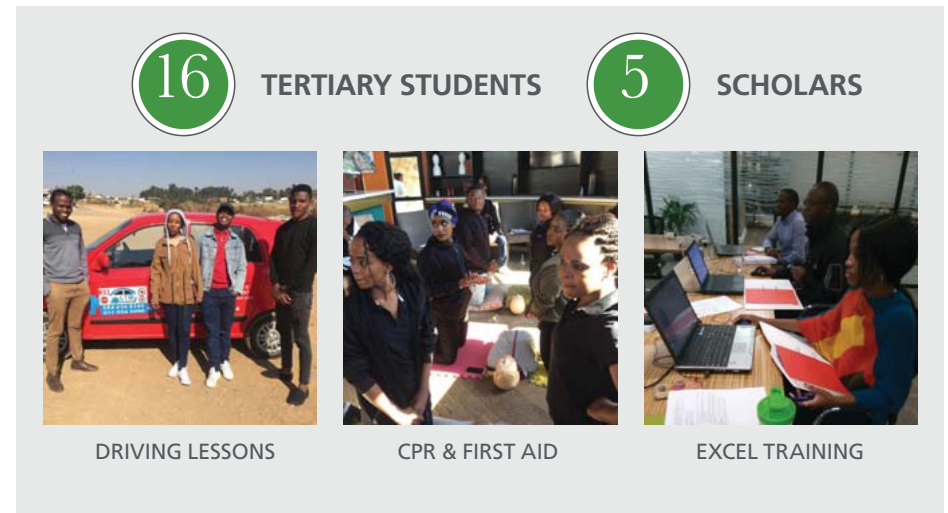 16 TERTIARY STUDENTS
5 SCHOLARS
DRIVING LESSONS
CPR & FIRST AID
EXCEL TRAINING